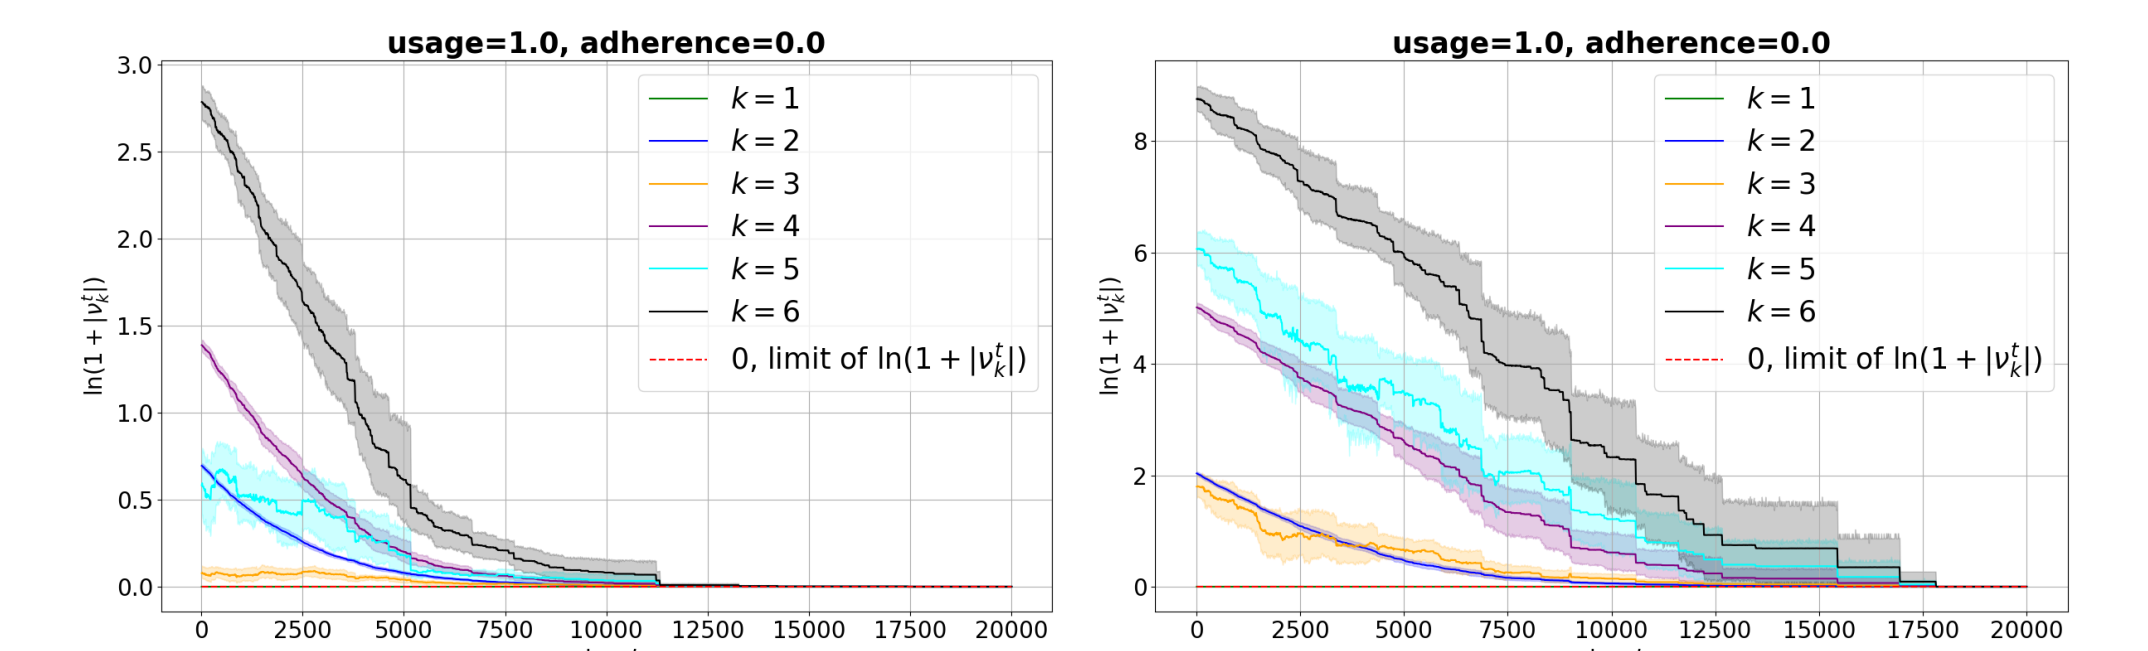 usage=1.0, adherence=0.0
3.0
2.5
2.0
1.5
1.0
0.5
0.0
ln(1 + |ν_k^t|)
k = 1
k = 2
k = 3
k = 4
k = 5
k = 6
0, limit of ln(1 + |ν_k^t|)
0 2500 5000 7500 10000 12500 15000 17500 20000
usage=1.0, adherence=0.0
8
6
4
2
0
ln(1 + |ν_k^t|)
k = 1
k = 2
k = 3
k = 4
k = 5
k = 6
0, limit of ln(1 + |ν_k^t|)
0 2500 5000 7500 10000 12500 15000 17500 20000